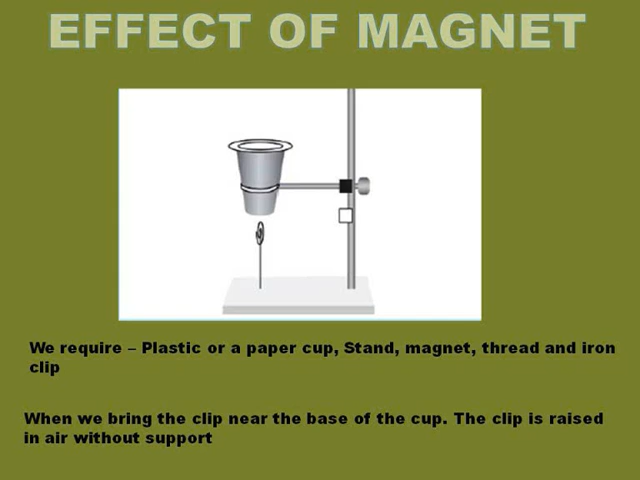 EFFECT OF MAGNET
We require – Plastic or a paper cup, Stand, magnet, thread and iron
clip
When we bring the clip near the base of the cup. The clip is raised
in air without support